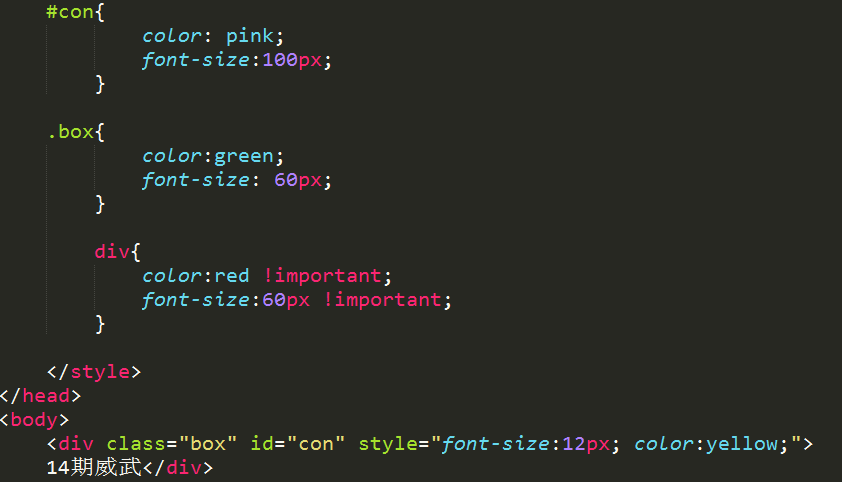 #con{
color: pink;
font-size:100px;
}
.box{
color:green;
font-size: 60px;
}
div{
color:red !important;
font-size:60px !important;
}
</style>
</head>
<body>
<div class="box" id="con" style="font-size:12px; color:yellow;">
14期威武</div>